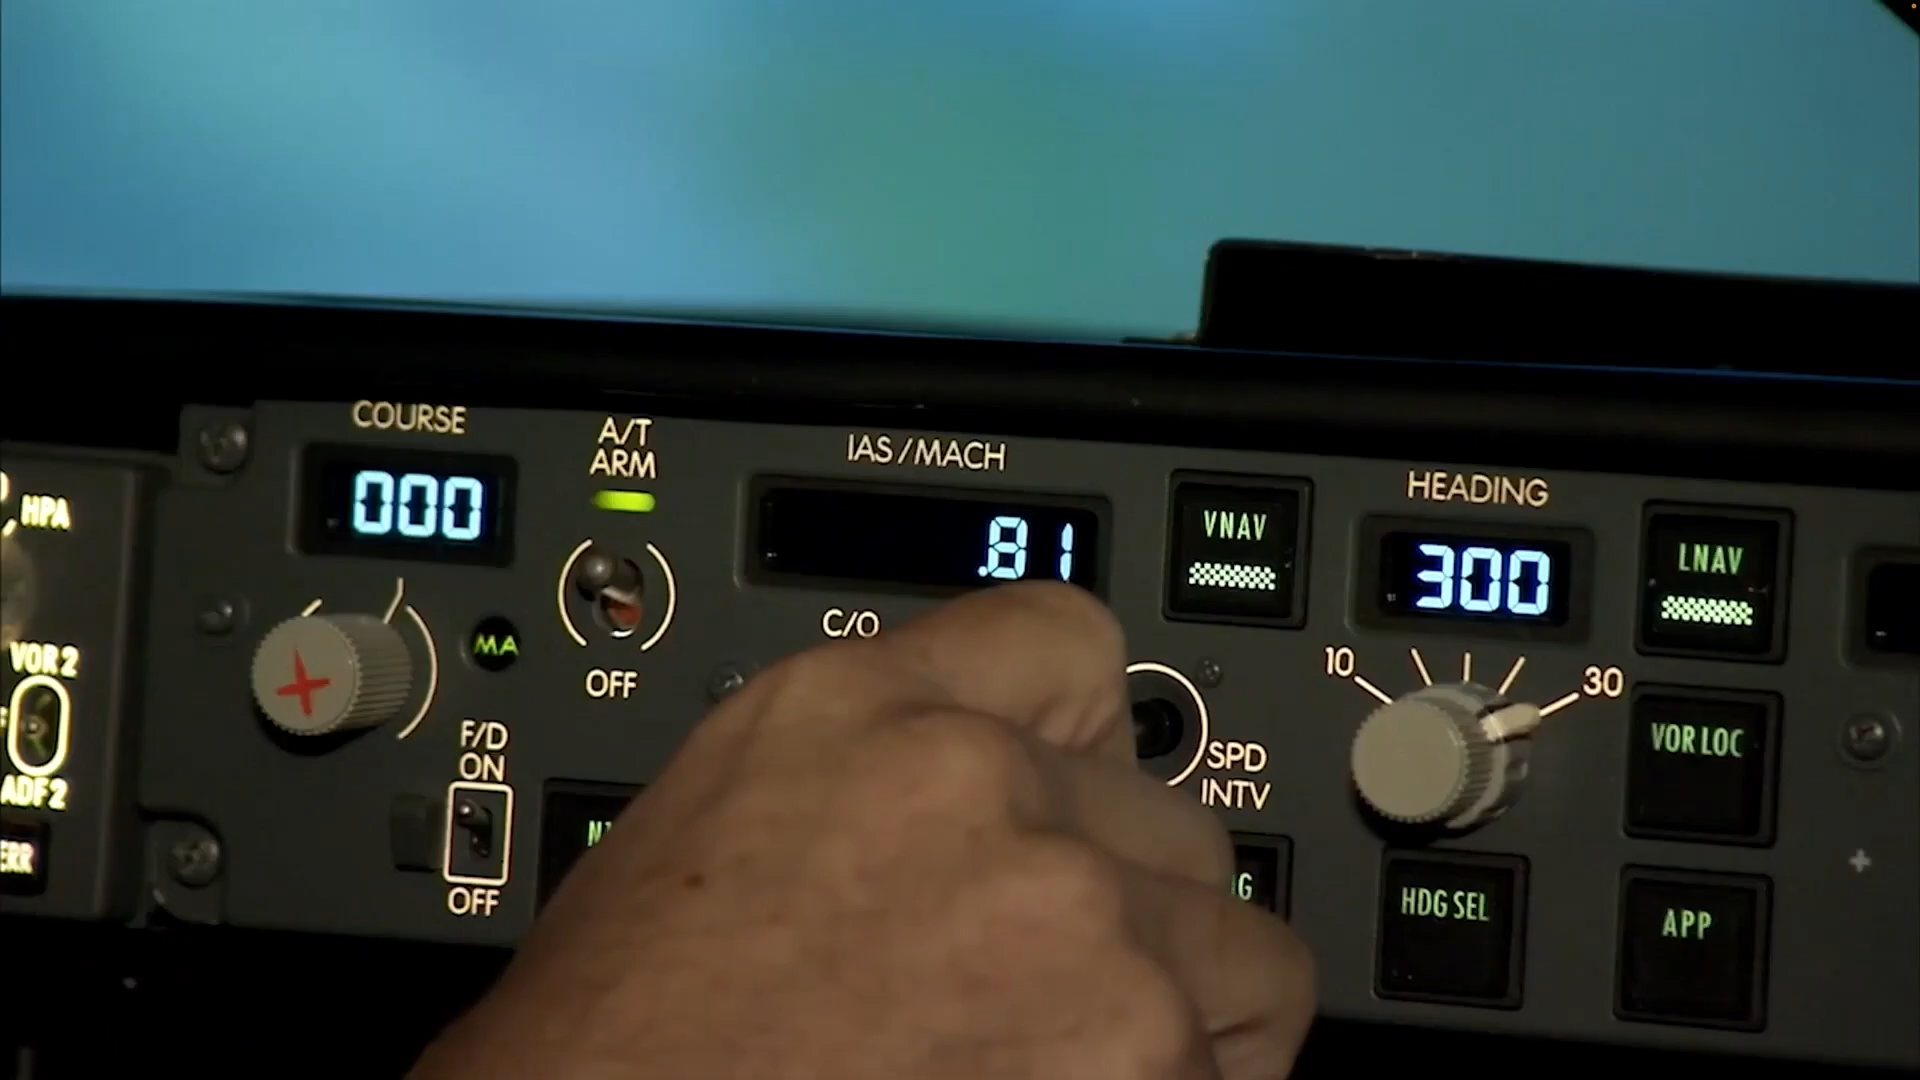 COURSE
000
A/T
ARM
OFF
MA
F/D
ON
OFF
, HPA
VOR 2
ADF 2
IAS/MACH
.81
C/O
SPD
INTV
VNAV
HEADING
300
10
30
HDG SEL
LNAV
VOR LOC
APP